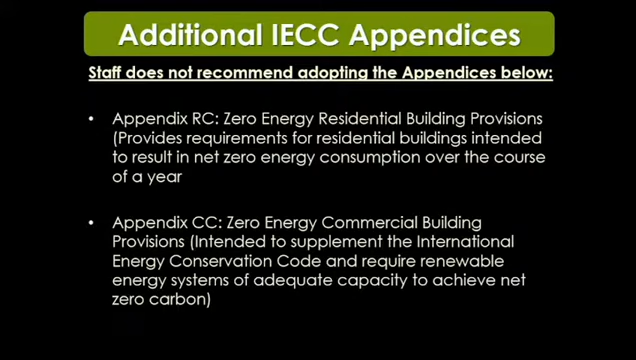 Additional IECC Appendices
Staff does not recommend adopting the Appendices below:
• Appendix RC: Zero Energy Residential Building Provisions
(Provides requirements for residential buildings intended
to result in net zero energy consumption over the course
of a year
• Appendix CC: Zero Energy Commercial Building
Provisions (Intended to supplement the International
Energy Conservation Code and require renewable
energy systems of adequate capacity to achieve net
zero carbon)